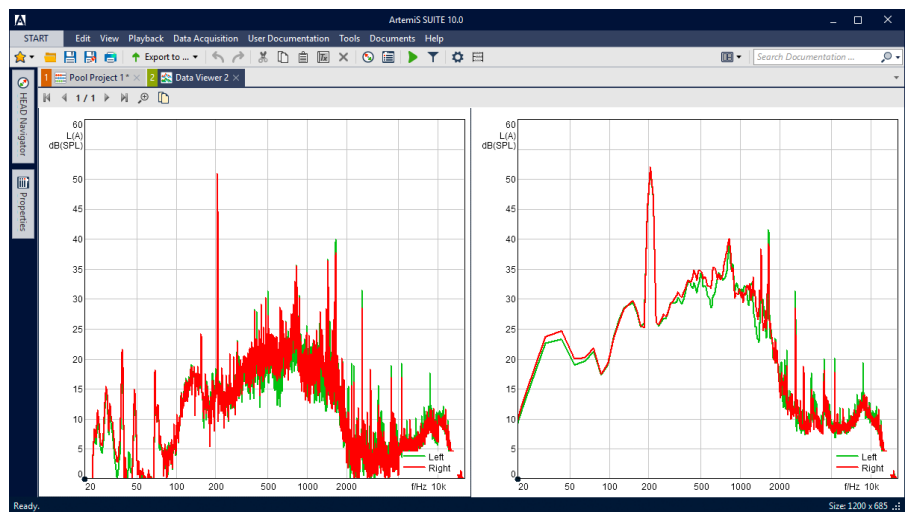 ArtemiS SUITE 10.0
START Edit View Playback Data Acquisition User Documentation Tools Documents Help
Export to ... Search Documentation ...
1 Pool Project 1* 2 Data Viewer 2
1 / 1
HEAD Navigator
Properties
60
L(A)
dB(SPL)
50
45
40
35
30
25
20
15
10
5
0
20 50 100 200 500 1000 2000 f/Hz 10k
Left
Right
60
L(A)
dB(SPL)
50
45
40
35
30
25
20
15
10
5
0
20 50 100 200 500 1000 2000 f/Hz 10k
Left
Right
Ready. Size: 1200 x 685